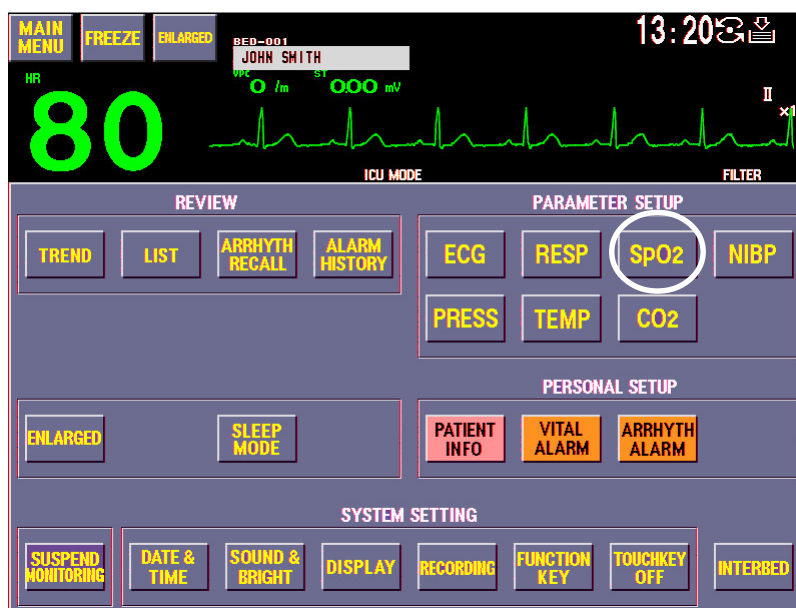 MAIN
MENU
FREEZE
ENLARGED
BED-001
JOHN SMITH
13:20
HR
80
VPC
0 /m
ST
0.00 mV
II
×1
ICU MODE
FILTER
REVIEW
TREND
LIST
ARRHYTH
RECALL
ALARM
HISTORY
PARAMETER SETUP
ECG
RESP
SpO2
NIBP
PRESS
TEMP
CO2
ENLARGED
SLEEP
MODE
PERSONAL SETUP
PATIENT
INFO
VITAL
ALARM
ARRHYTH
ALARM
SYSTEM SETTING
SUSPEND
MONITORING
DATE &
TIME
SOUND &
BRIGHT
DISPLAY
RECORDING
FUNCTION
KEY
TOUCHKEY
OFF
INTERBED